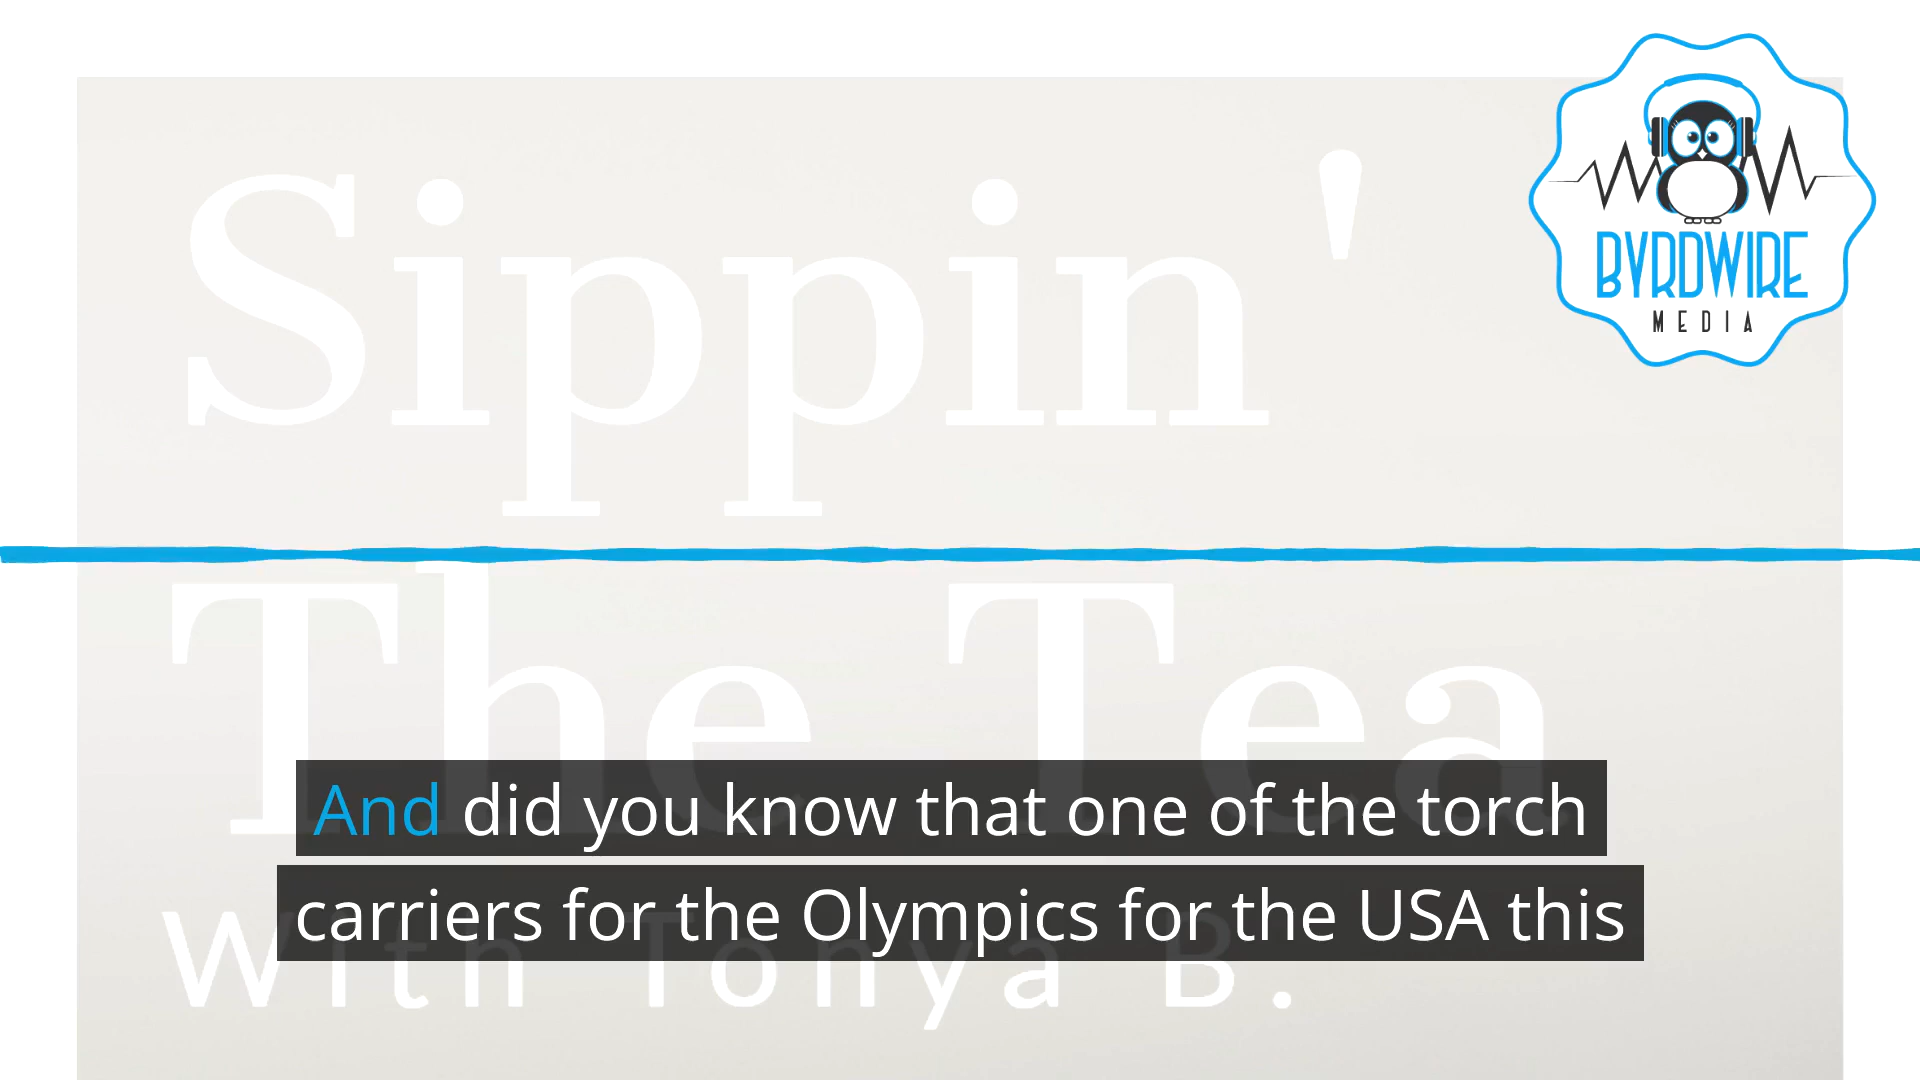 Sippin'
BYRDWIRE
MEDIA
The Tea
And did you know that one of the torch
carriers for the Olympics for the USA this
With Tonya B.